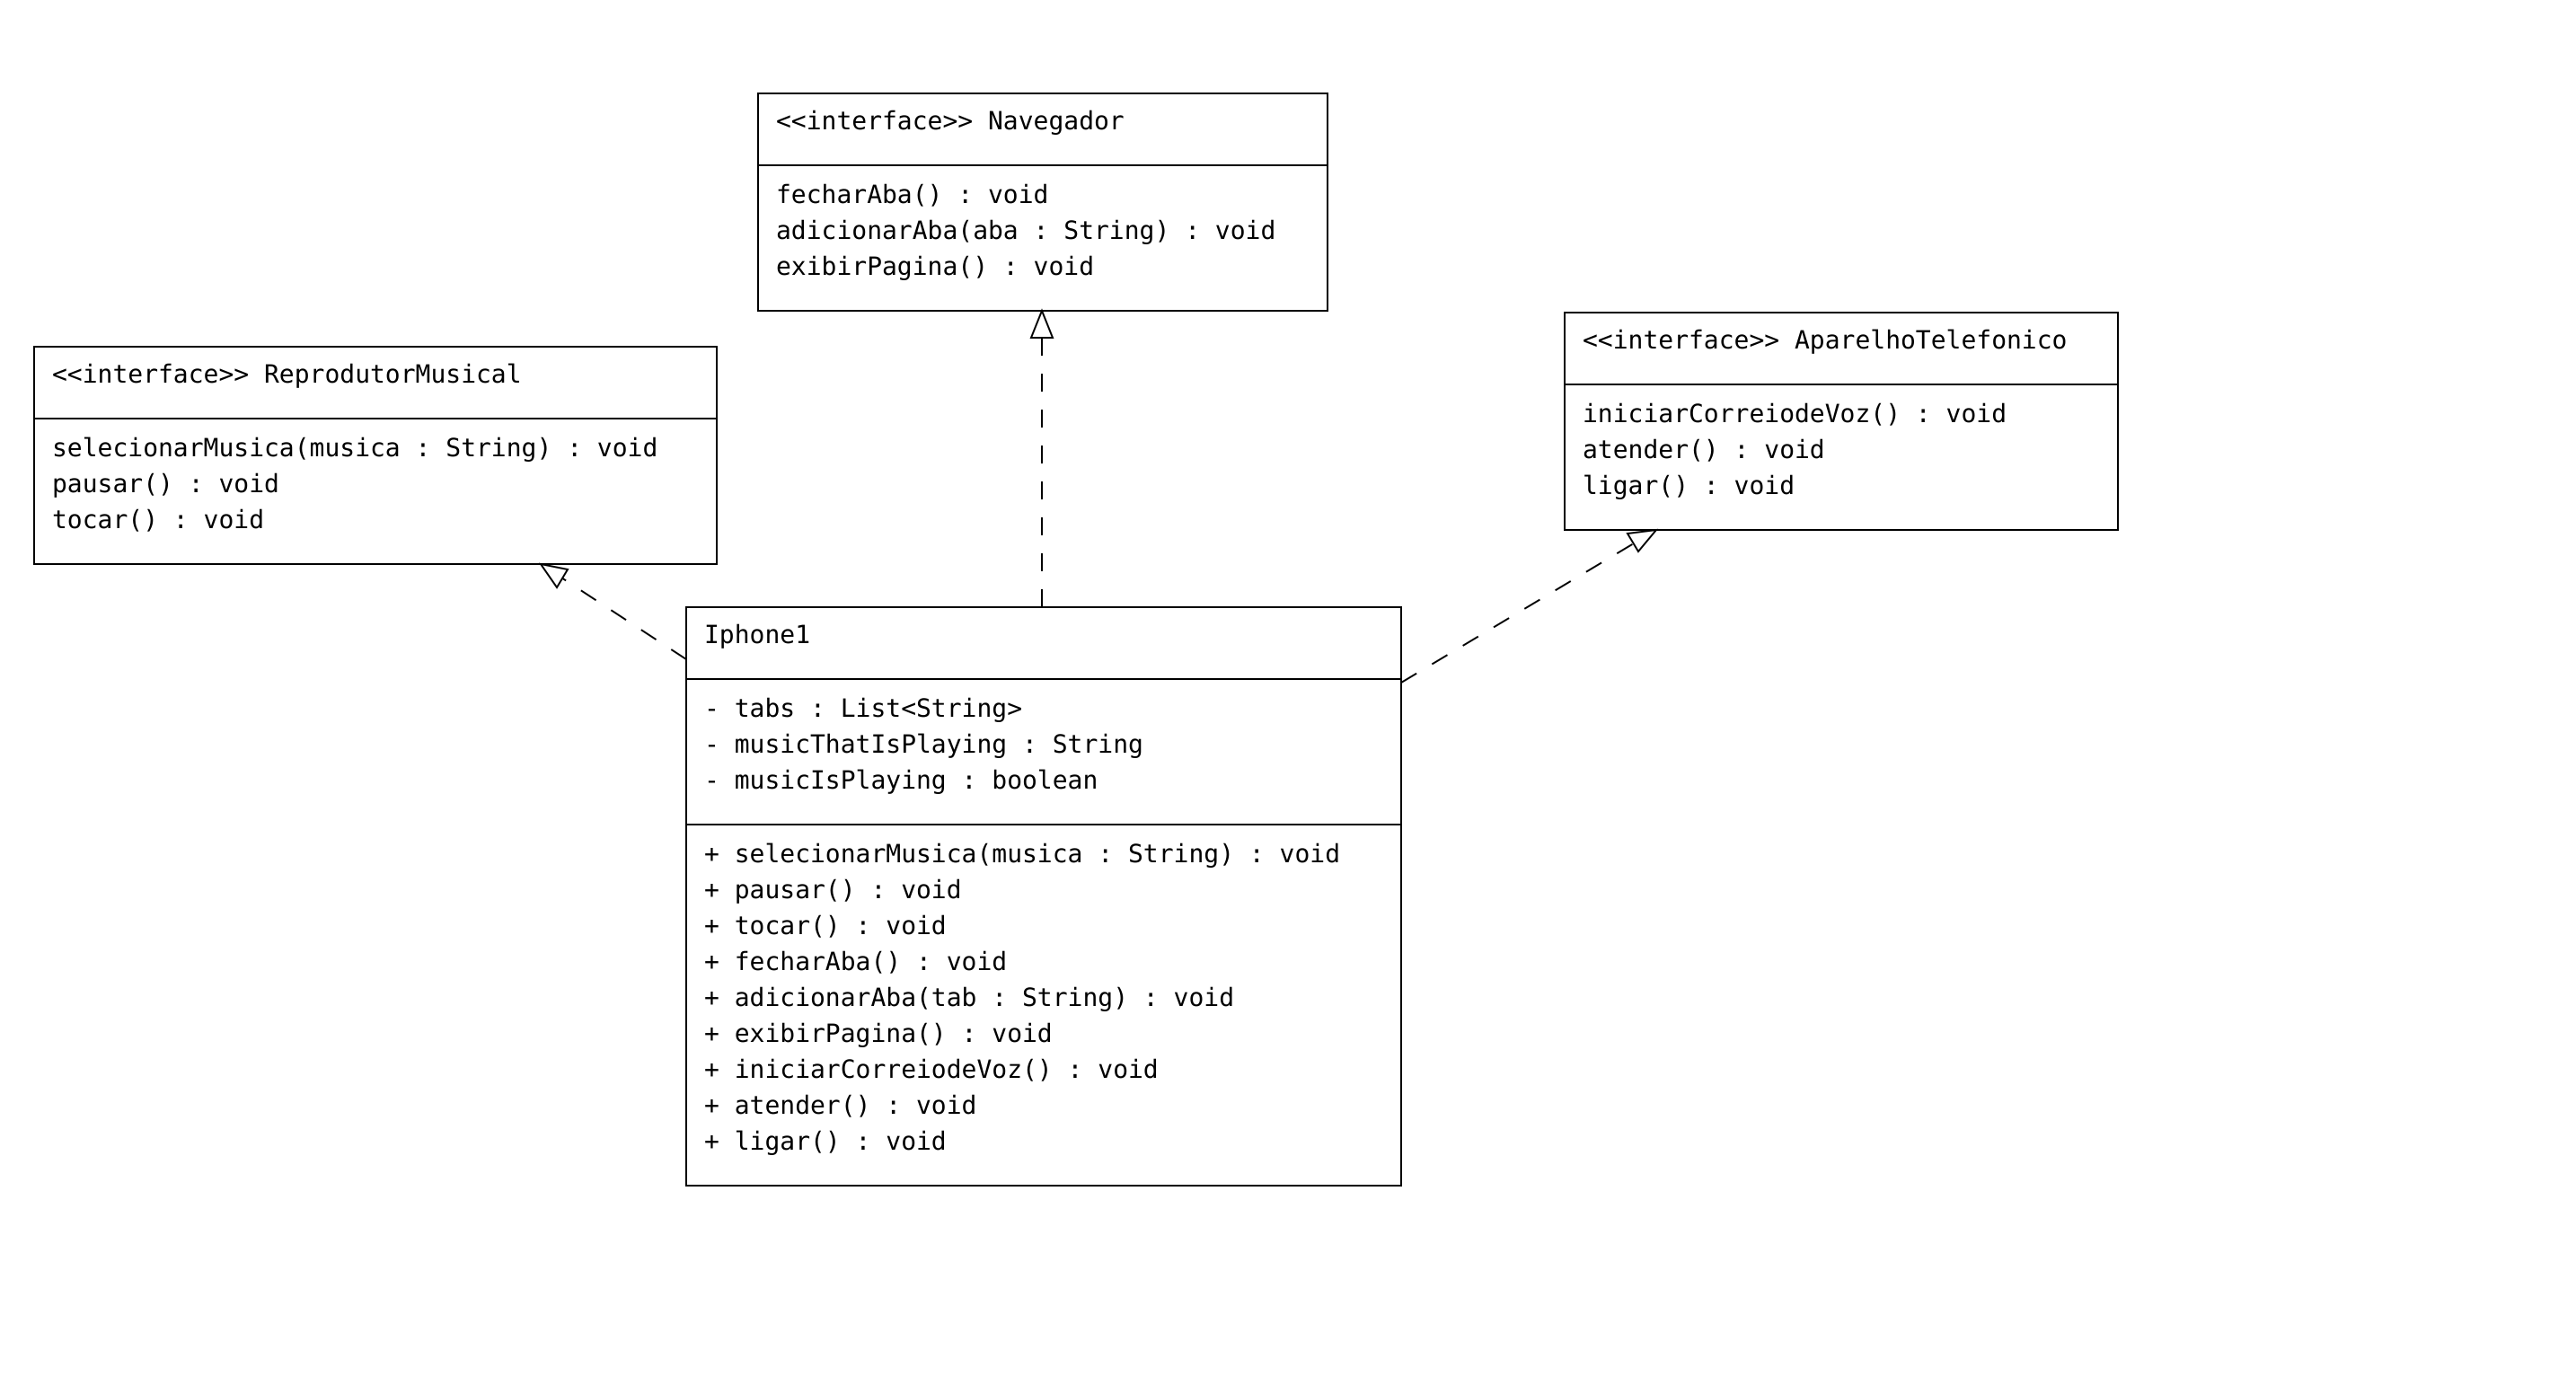 <<interface>> Navegador
fecharAba() : void
adicionarAba(aba : String) : void
exibirPagina() : void
<<interface>> ReprodutorMusical
selecionarMusica(musica : String) : void
pausar() : void
tocar() : void
<<interface>> AparelhoTelefonico
iniciarCorreiodeVoz() : void
atender() : void
ligar() : void
Iphone1
- tabs : List<String>
- musicThatIsPlaying : String
- musicIsPlaying : boolean
+ selecionarMusica(musica : String) : void
+ pausar() : void
+ tocar() : void
+ fecharAba() : void
+ adicionarAba(tab : String) : void
+ exibirPagina() : void
+ iniciarCorreiodeVoz() : void
+ atender() : void
+ ligar() : void